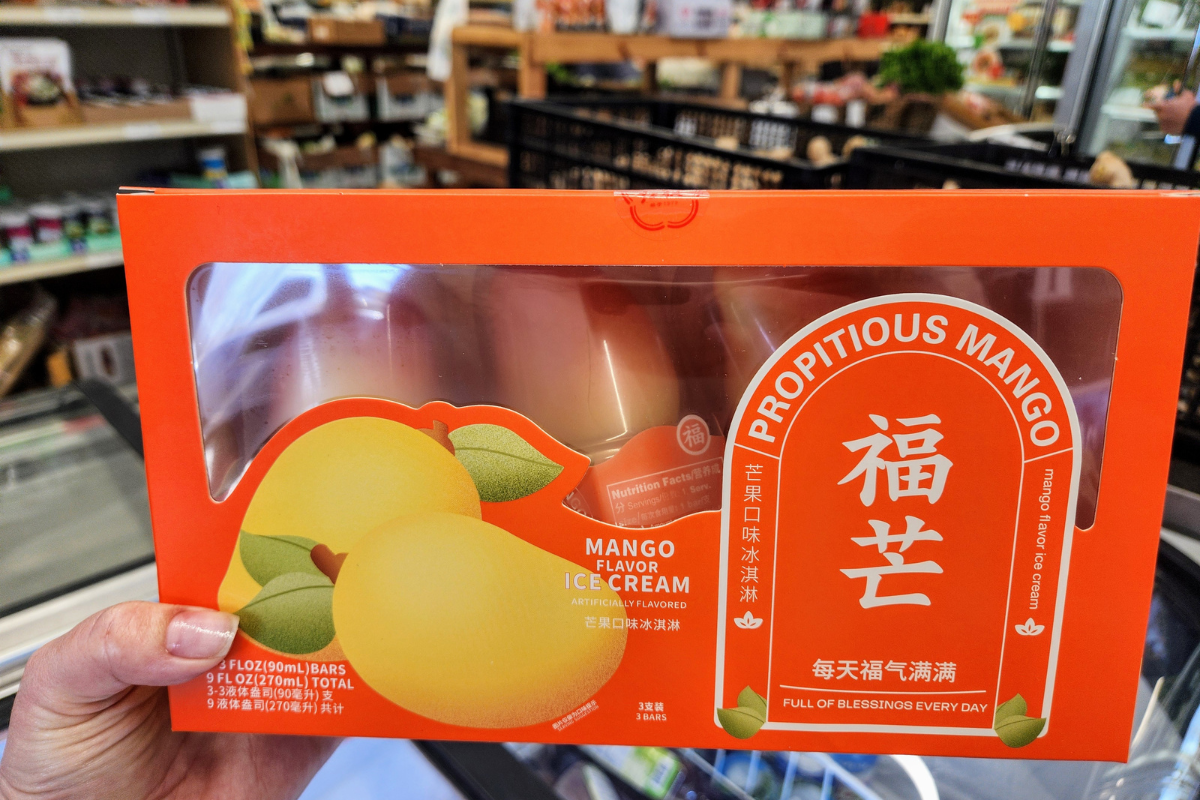 PROPITIOUS MANGO
福芒
芒果口味冰淇淋
mango flavor ice cream
每天福气满满
FULL OF BLESSINGS EVERY DAY
福
Nutrition Facts/营养成
MANGO
FLAVOR
ICE CREAM
ARTIFICIALLY FLAVORED
芒果口味冰淇淋
3 FLOZ(90mL)BARS
9 FL OZ(270mL) TOTAL
3-3液体盎司(90毫升) 支
9 液体盎司(270毫升) 共计
3支装
3 BARS